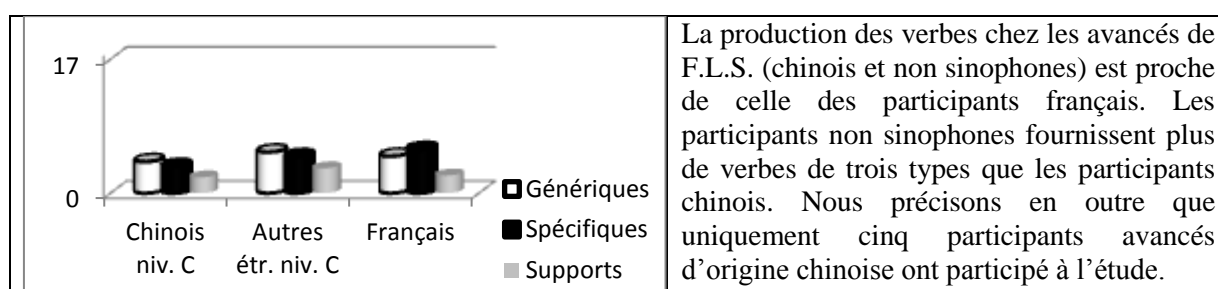 17
0
Chinois niv. C
Autres étr. niv. C
Français
Génériques
Spécifiques
Supports
La production des verbes chez les avancés de
F.L.S. (chinois et non sinophones) est proche
de celle des participants français. Les
participants non sinophones fournissent plus
de verbes de trois types que les participants
chinois. Nous précisons en outre que
uniquement cinq participants avancés
d'origine chinoise ont participé à l'étude.